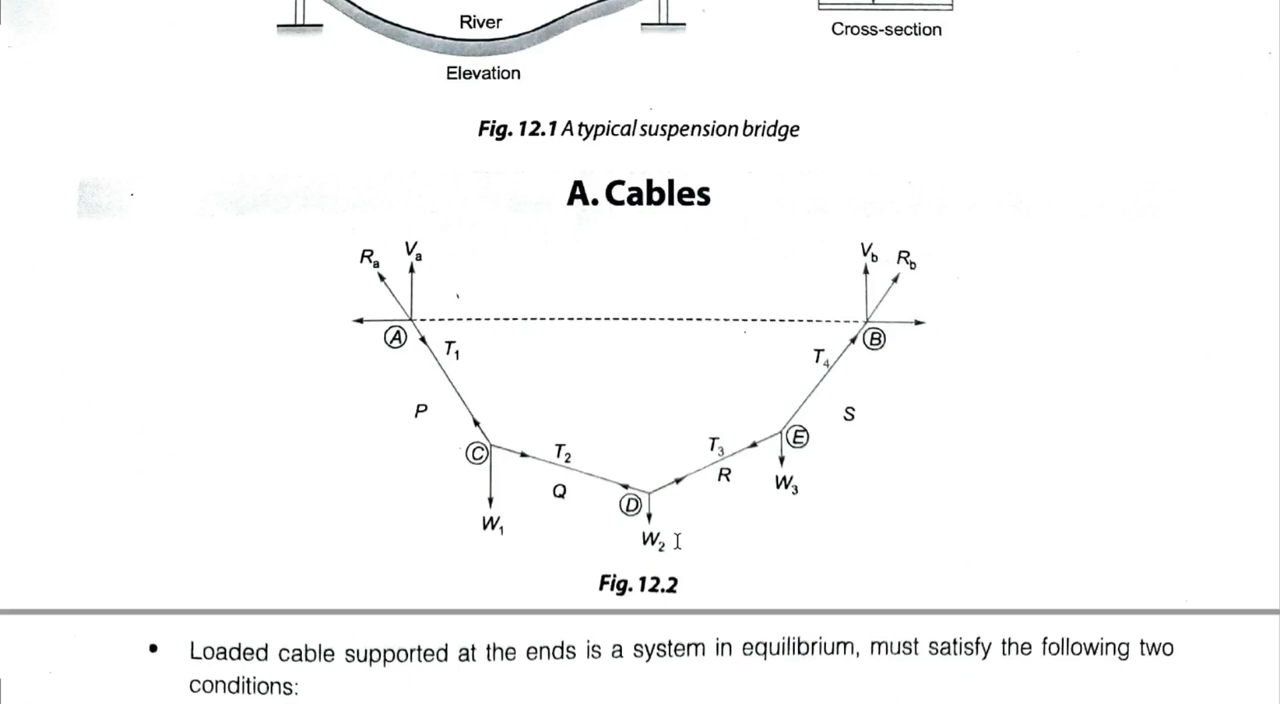 River
Cross-section
Elevation
Fig. 12.1 A typical suspension bridge
A. Cables
Rₐ Vₐ V_b R_b
A B
T₁ T₄
P S
C T₂ T₃ E
Q R W₃
D
W₁ W₂
Fig. 12.2
• Loaded cable supported at the ends is a system in equilibrium, must satisfy the following two
conditions: